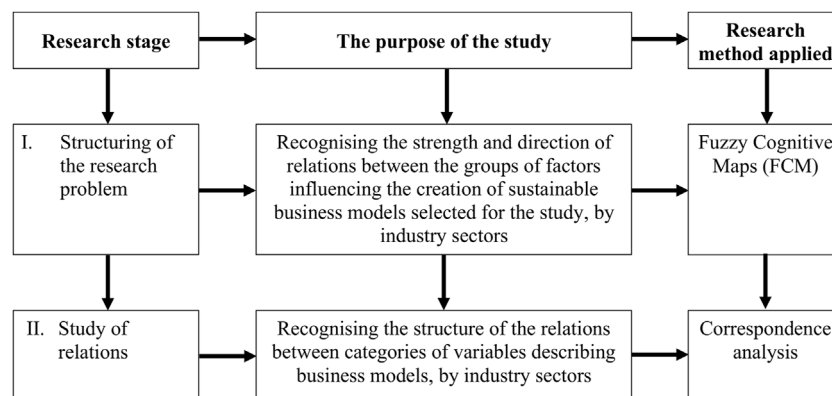 Research stage
The purpose of the study
Research
method applied
I. Structuring of
the research
problem
Recognising the strength and direction of
relations between the groups of factors
influencing the creation of sustainable
business models selected for the study, by
industry sectors
Fuzzy Cognitive
Maps (FCM)
II. Study of
relations
Recognising the structure of the relations
between categories of variables describing
business models, by industry sectors
Correspondence
analysis